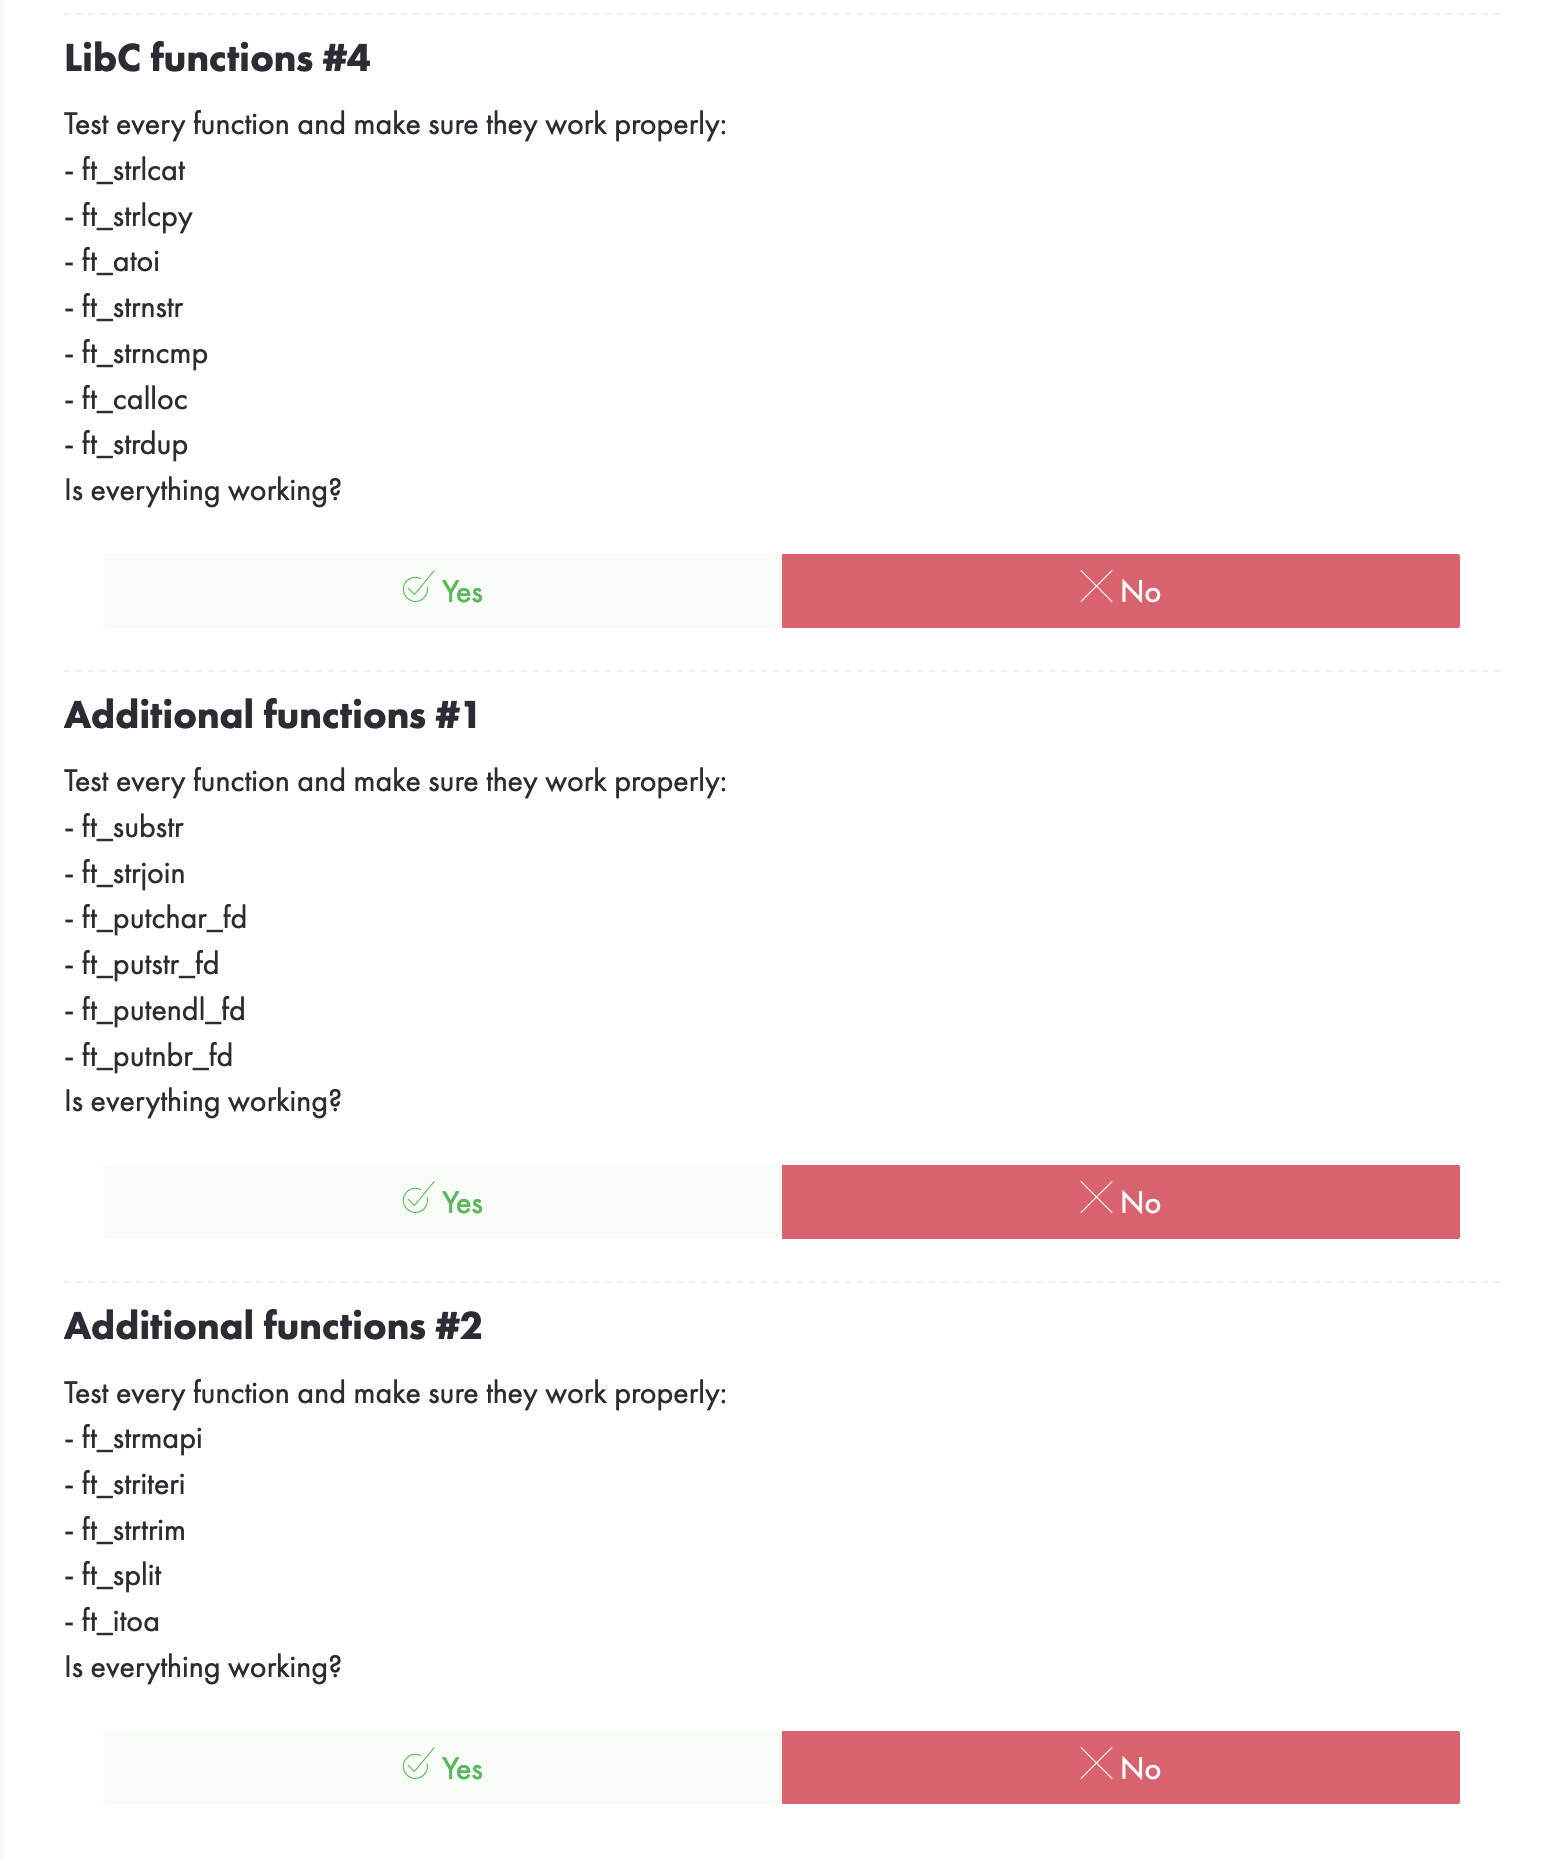 LibC functions #4
Test every function and make sure they work properly:
- ft_strlcat
- ft_strlcpy
- ft_atoi
- ft_strnstr
- ft_strncmp
- ft_calloc
- ft_strdup
Is everything working?
Yes
No
Additional functions #1
Test every function and make sure they work properly:
- ft_substr
- ft_strjoin
- ft_putchar_fd
- ft_putstr_fd
- ft_putendl_fd
- ft_putnbr_fd
Is everything working?
Yes
No
Additional functions #2
Test every function and make sure they work properly:
- ft_strmapi
- ft_striteri
- ft_strtrim
- ft_split
- ft_itoa
Is everything working?
Yes
No